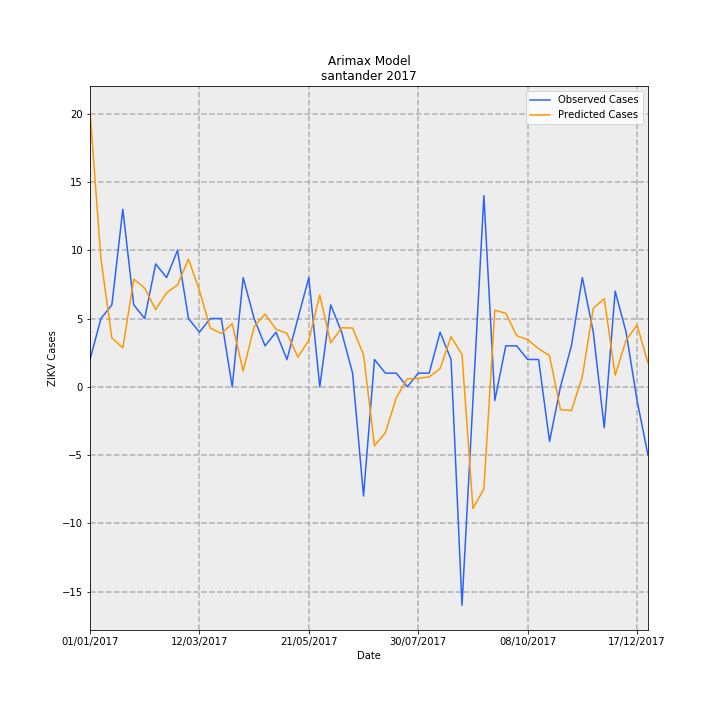 Arimax Model
santander 2017
Observed Cases
Predicted Cases
ZIKV Cases
20
15
10
5
0
−5
−10
−15
01/01/2017 12/03/2017 21/05/2017 30/07/2017 08/10/2017 17/12/2017
Date